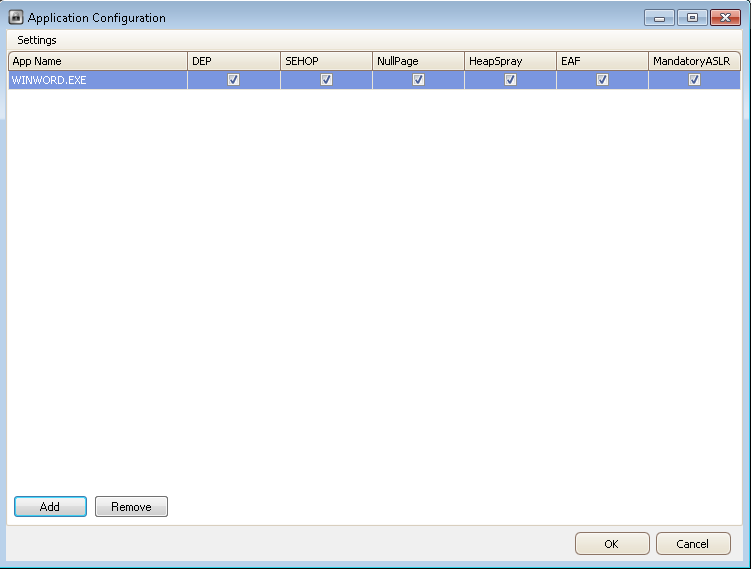 Application Configuration
Settings
App Name DEP SEHOP NullPage HeapSpray EAF MandatoryASLR
WINWORD.EXE
Add Remove
OK Cancel